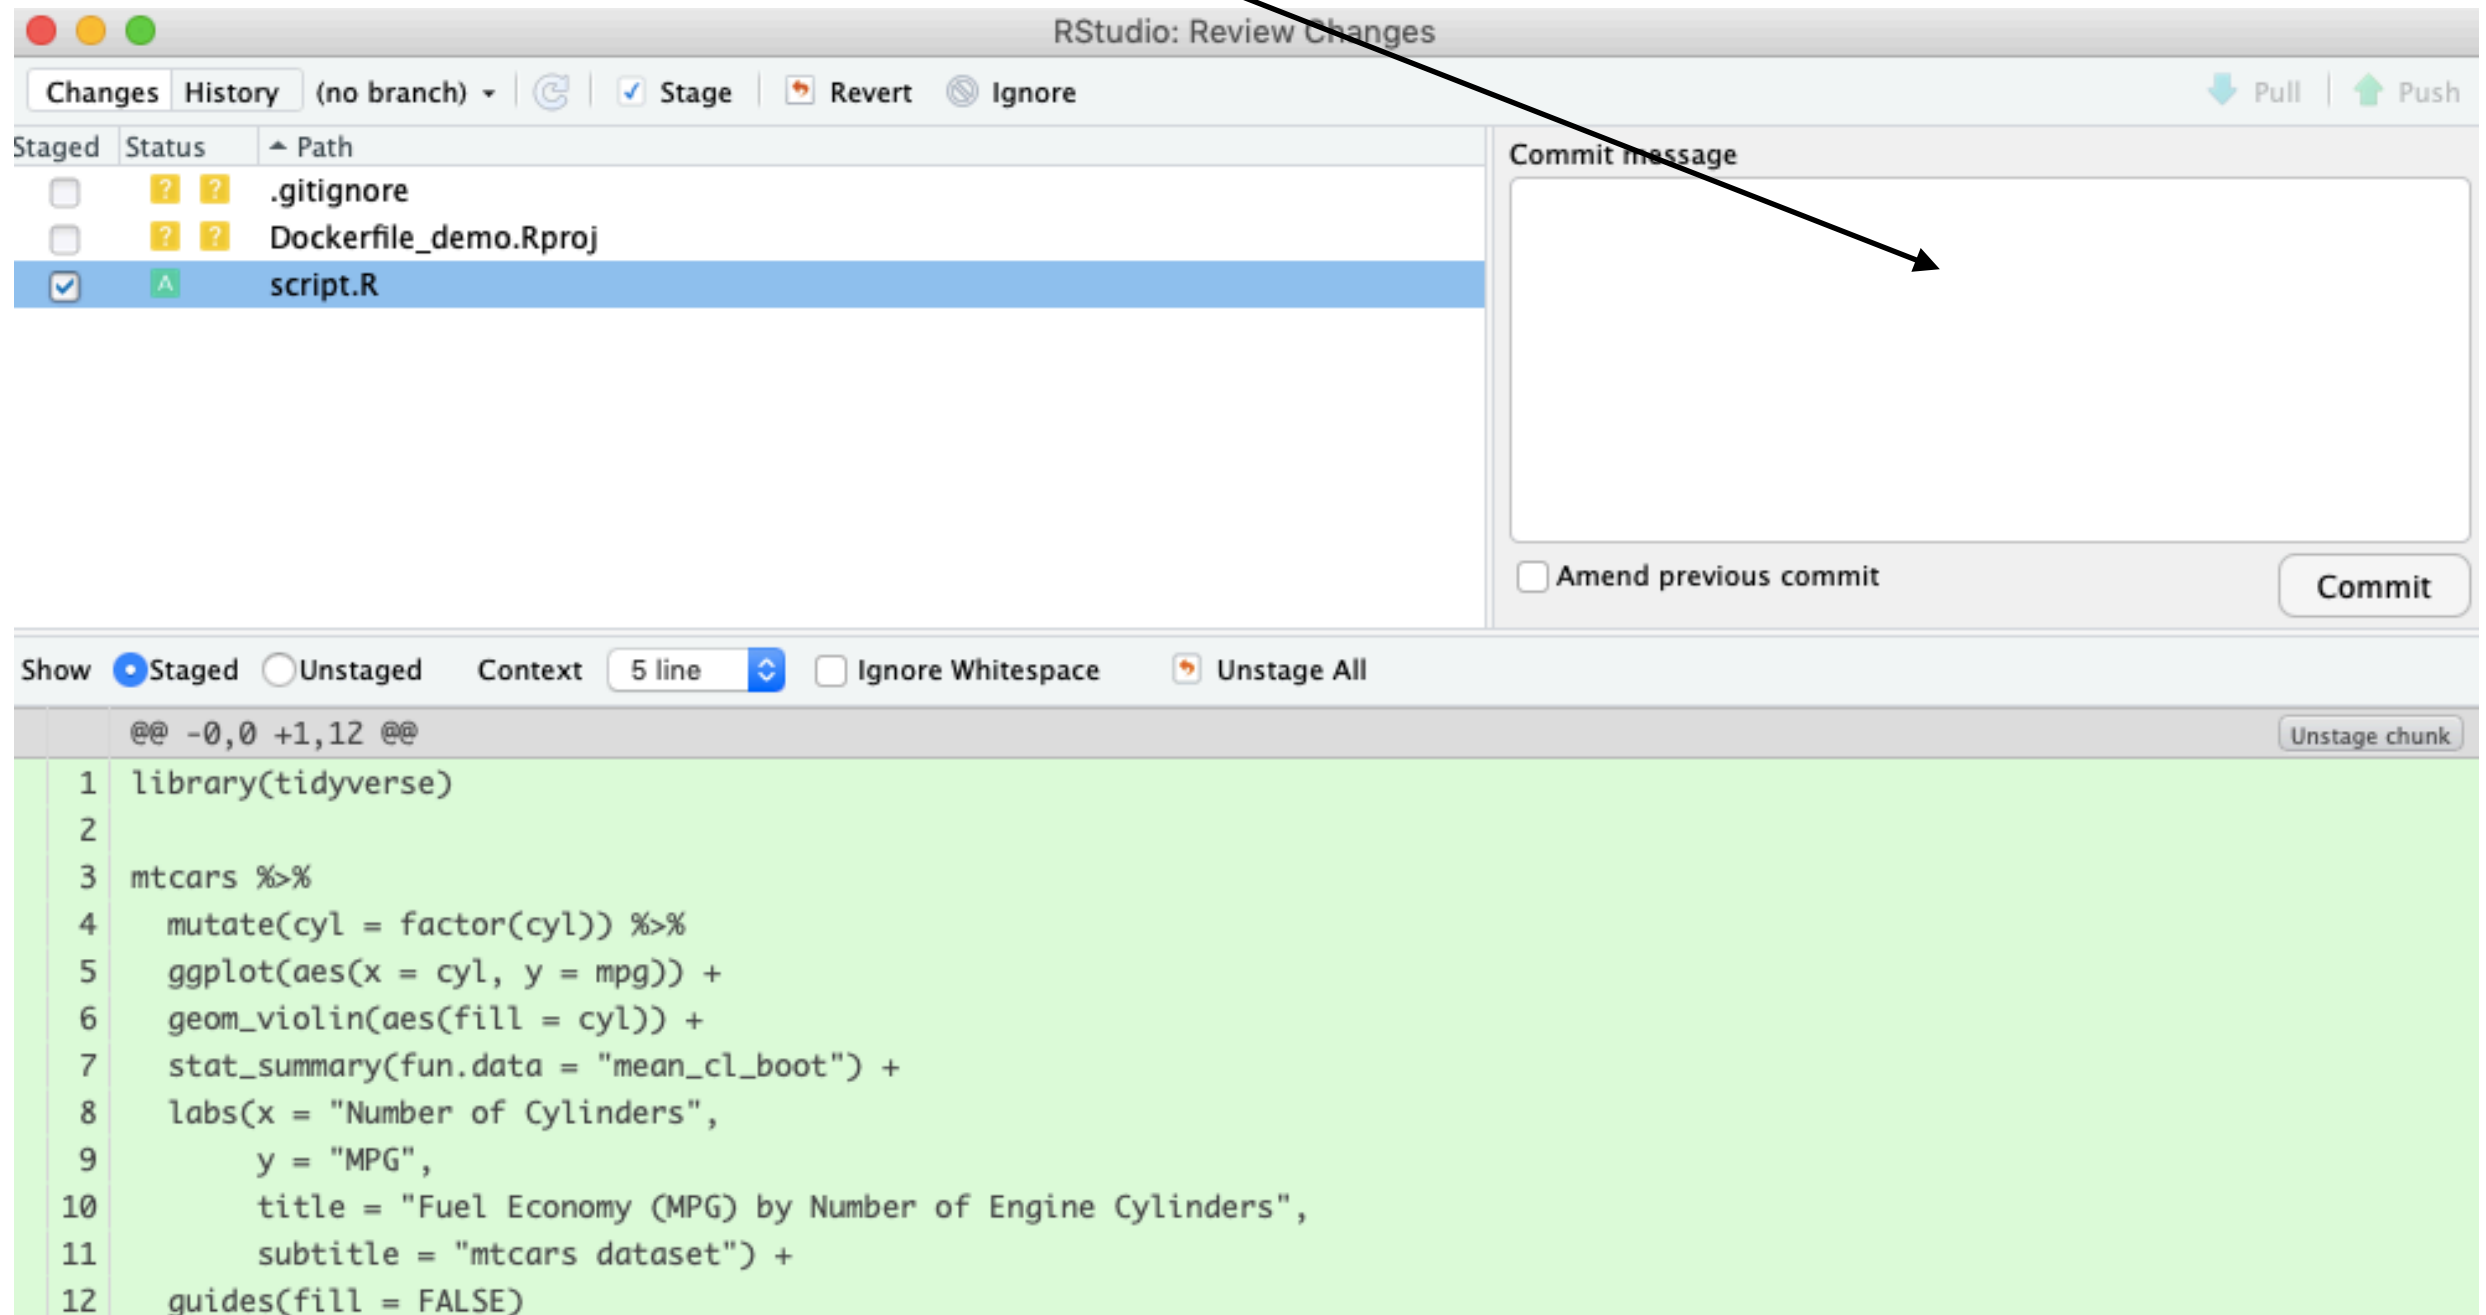 RStudio: Review Changes
Changes History (no branch) Stage Revert Ignore Pull Push
Staged Status Path
? ? .gitignore
? ? Dockerfile_demo.Rproj
A script.R
Commit message
Amend previous commit Commit
Show Staged Unstaged Context 5 line Ignore Whitespace Unstage All
@@ -0,0 +1,12 @@ Unstage chunk
1 library(tidyverse)
2
3 mtcars %>%
4 mutate(cyl = factor(cyl)) %>%
5 ggplot(aes(x = cyl, y = mpg)) +
6 geom_violin(aes(fill = cyl)) +
7 stat_summary(fun.data = "mean_cl_boot") +
8 labs(x = "Number of Cylinders",
9 y = "MPG",
10 title = "Fuel Economy (MPG) by Number of Engine Cylinders",
11 subtitle = "mtcars dataset") +
12 guides(fill = FALSE)